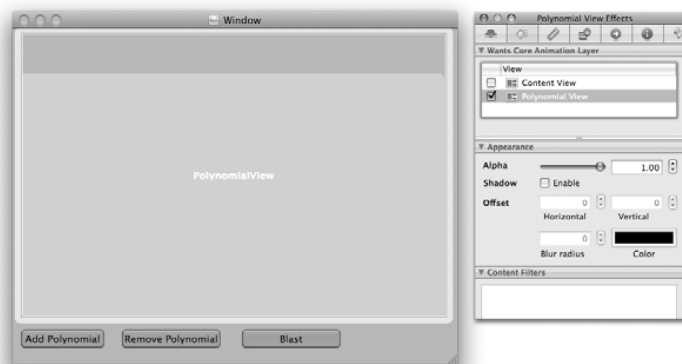 Window
PolynomialView
Add Polynomial
Remove Polynomial
Blast
Polynomial View Effects
Wants Core Animation Layer
View
Content View
Polynomial View
Appearance
Alpha
1.00
Shadow
Enable
Offset
0
0
Horizontal
Vertical
0
Blur radius
Color
Content Filters